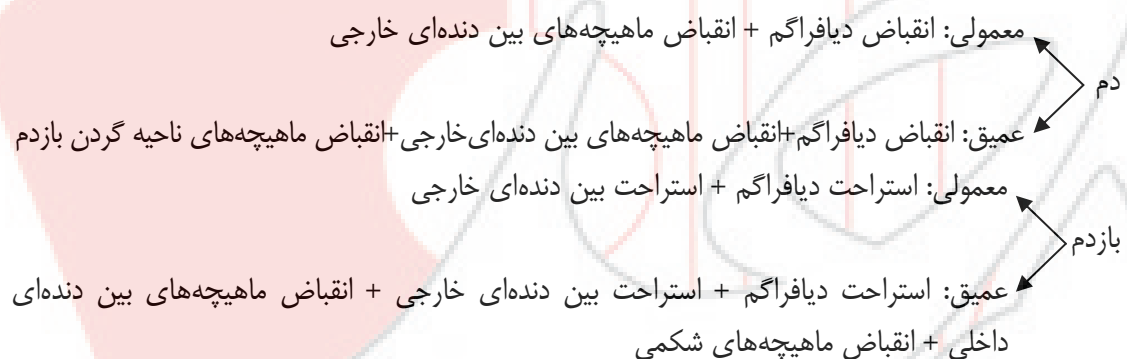 معمولی: انقباض دیافراگم + انقباض ماهیچه‌های بین دنده‌ای خارجی
دم
عمیق: انقباض دیافراگم+انقباض ماهیچه‌های بین دنده‌ای‌خارجی+انقباض ماهیچه‌های ناحیه گردن بازدم
معمولی: استراحت دیافراگم + استراحت بین دنده‌ای خارجی
بازدم
عمیق: استراحت دیافراگم + استراحت بین دنده‌ای خارجی + انقباض ماهیچه‌های بین دنده‌ای
داخلی + انقباض ماهیچه‌های شکمی